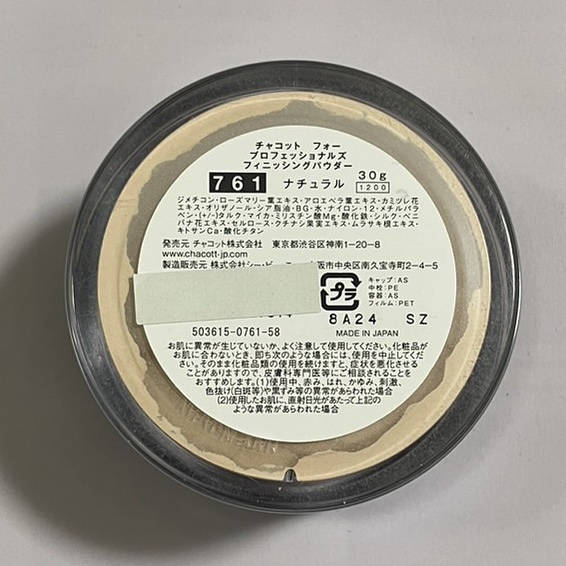 チャコット フォー
プロフェッショナルズ
フィニッシングパウダー
761 ナチュラル 30g
1200
ジメチコン・ローズマリー葉エキス・アロエベラ葉エキス・カミツレ花
エキス・オリザノール・シア脂油・BG・水・ナイロン-12・メチルパラ
ベン・(+/-)タルク・マイカ・ミリスチン酸Mg・酸化鉄・シルク・ベニ
バナ花エキス・セルロース・クチナシ果実エキス・ムラサキ根エキス・
キトサンCa・酸化チタン
発売元 チャコット株式会社 東京都渋谷区神南1-20-8
www.chacott-jp.com
製造販売元 株式会社シー・ビー 大阪市中央区南久宝寺町2-4-5
プラ
キャップ:AS
中栓:PE
容器:AS
フィルム:PET
8A24 SZ
503615-0761-58
MADE IN JAPAN
お肌に異常が生じていないか、よく注意して使用してください。化粧品が
お肌に合わないとき、即ち次のような場合には、使用を中止してくだ
さい。そのまま化粧品類の使用を続けますと、症状を悪化させる
ことがありますので、皮膚科専門医等にご相談されることを
おすすめします。(1)使用中、赤み、はれ、かゆみ、刺激、
色抜け(白斑等)や黒ずみ等の異常があらわれた場合
(2)使用したお肌に、直射日光があたって上記の
ような異常があらわれた場合